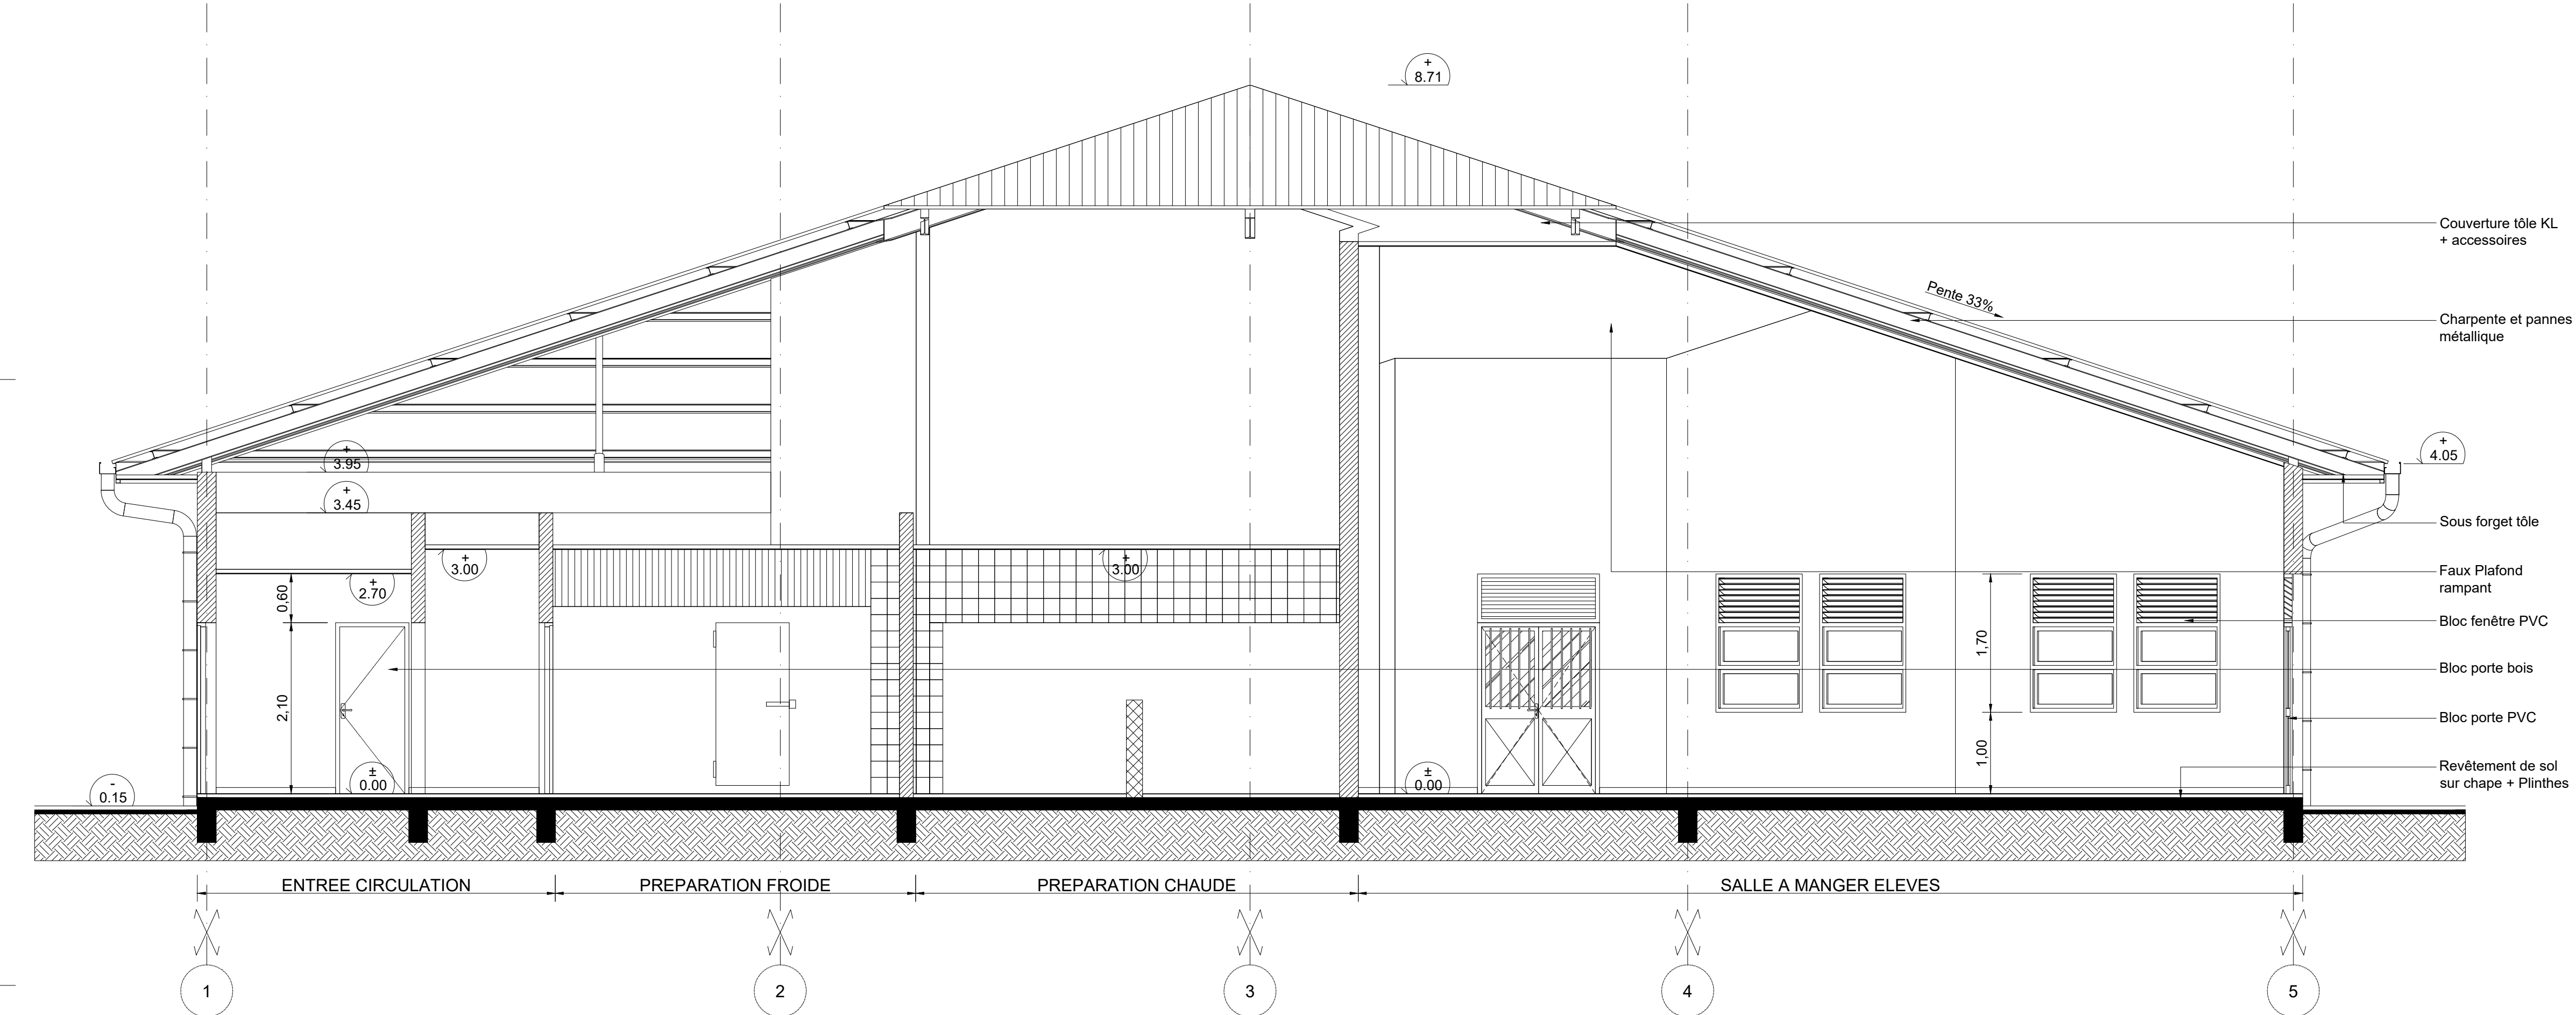 +
8.71
Couverture tôle KL
+ accessoires
Pente 33%
Charpente et pannes
métallique
+
3.95
+
4.05
+
3.45
Sous forget tôle
+
3.00
+
3.00
+
2.70
0,60
Faux Plafond
rampant
Bloc fenêtre PVC
1,70
Bloc porte bois
2,10
Bloc porte PVC
1,00
±
0.00
±
0.00
-
0.15
Revêtement de sol
sur chape + Plinthes
ENTREE CIRCULATION
PREPARATION FROIDE
PREPARATION CHAUDE
SALLE A MANGER ELEVES
1
2
3
4
5